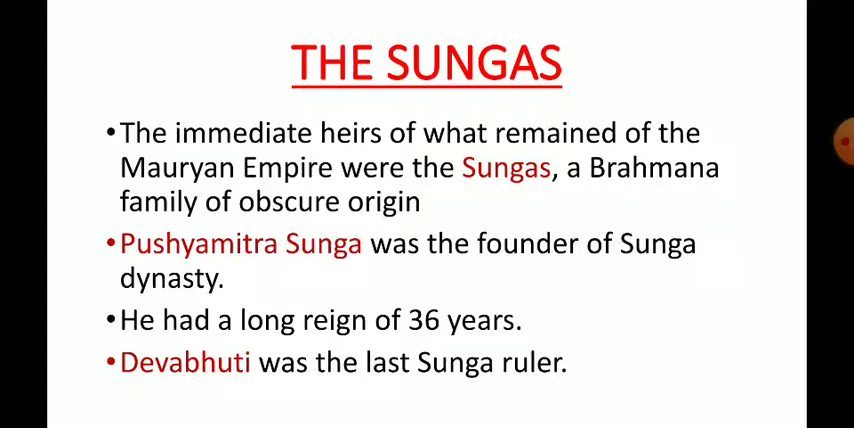 THE SUNGAS
•The immediate heirs of what remained of the
Mauryan Empire were the Sungas, a Brahmana
family of obscure origin
•Pushyamitra Sunga was the founder of Sunga
dynasty.
•He had a long reign of 36 years.
•Devabhuti was the last Sunga ruler.